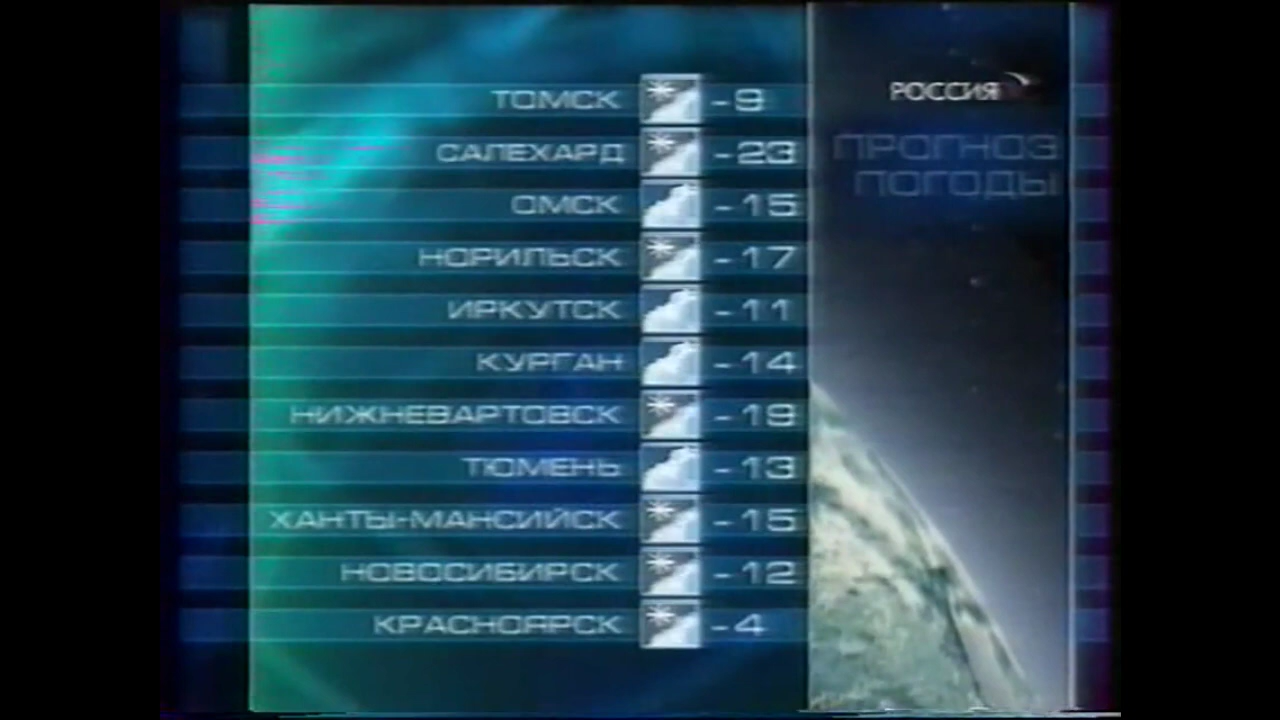 ТОМСК -9
САЛЕХАРД -23
ОМСК -15
НОРИЛЬСК -17
ИРКУТСК -11
КУРГАН -14
НИЖНЕВАРТОВСК -19
ТЮМЕНЬ -13
ХАНТЫ-МАНСИЙСК -15
НОВОСИБИРСК -12
КРАСНОЯРСК -4
РОССИЯ
ПРОГНОЗ
ПОГОДЫ